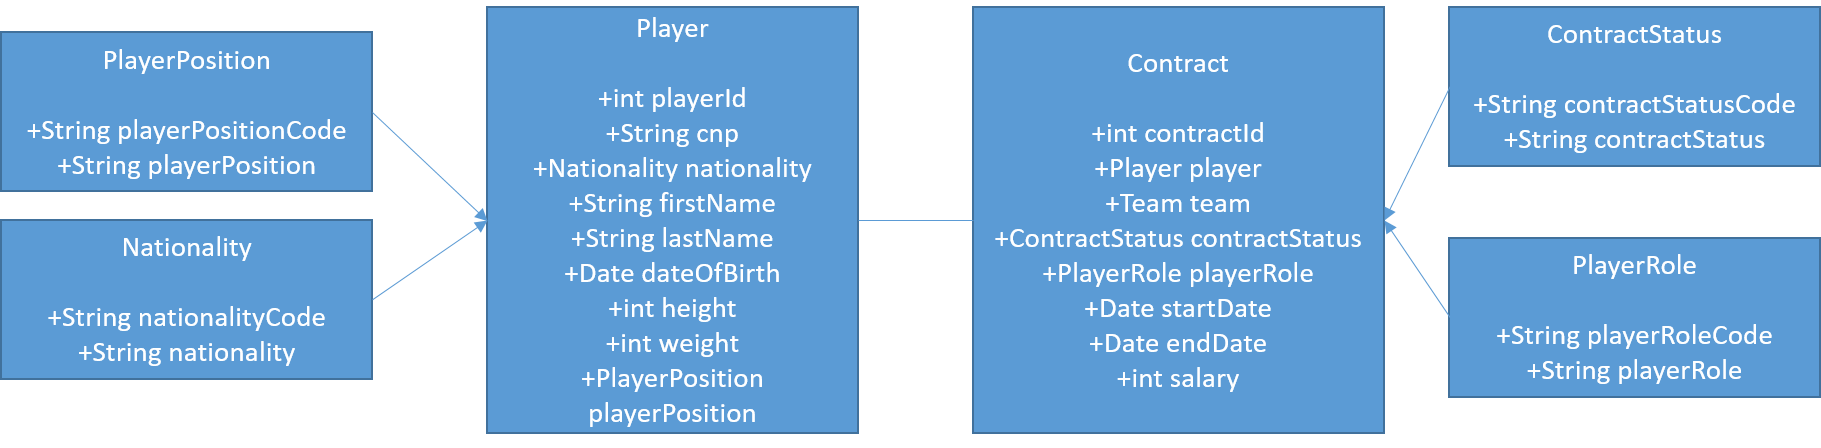 PlayerPosition
+String playerPositionCode
+String playerPosition
Nationality
+String nationalityCode
+String nationality
Player
+int playerId
+String cnp
+Nationality nationality
+String firstName
+String lastName
+Date dateOfBirth
+int height
+int weight
+PlayerPosition
playerPosition
Contract
+int contractId
+Player player
+Team team
+ContractStatus contractStatus
+PlayerRole playerRole
+Date startDate
+Date endDate
+int salary
ContractStatus
+String contractStatusCode
+String contractStatus
PlayerRole
+String playerRoleCode
+String playerRole